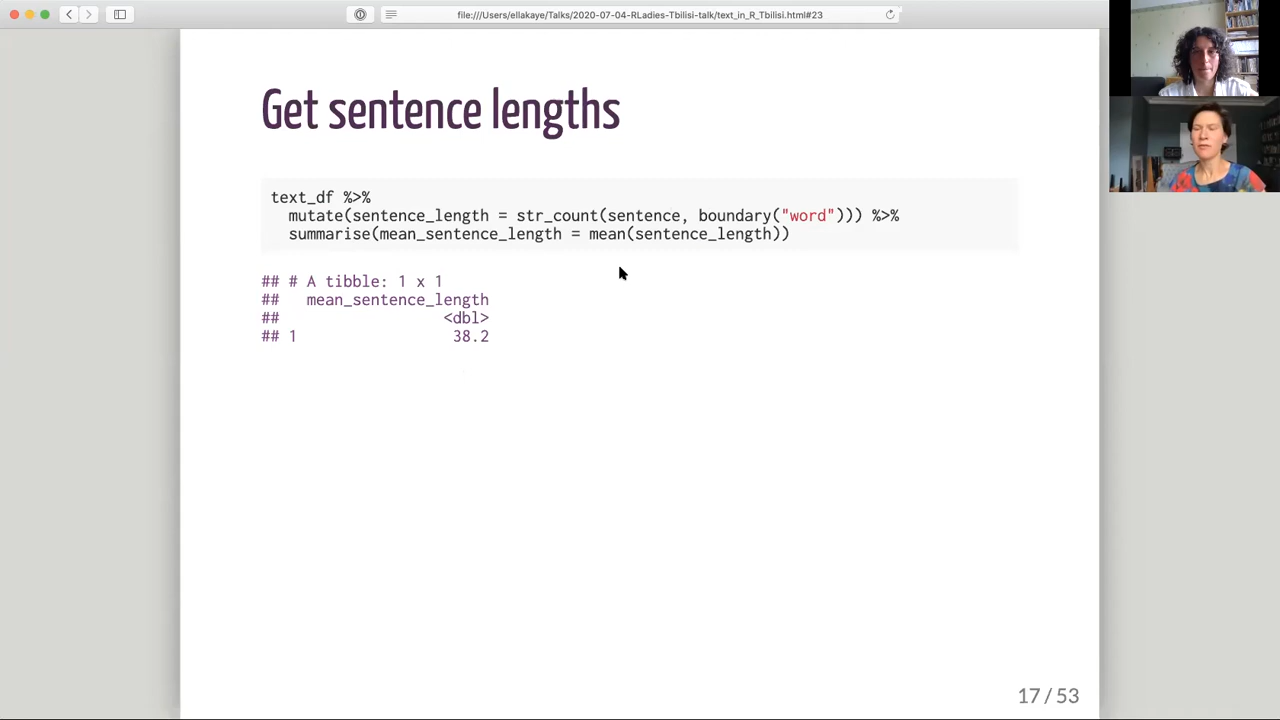 file:///Users/ellakaye/Talks/2020-07-04-RLadies-Tbilisi-talk/text_in_R_Tbilisi.html#23
Get sentence lengths
text_df %>%
  mutate(sentence_length = str_count(sentence, boundary("word"))) %>%
  summarise(mean_sentence_length = mean(sentence_length))
## # A tibble: 1 x 1
##   mean_sentence_length
##                  <dbl>
## 1                 38.2
17 / 53